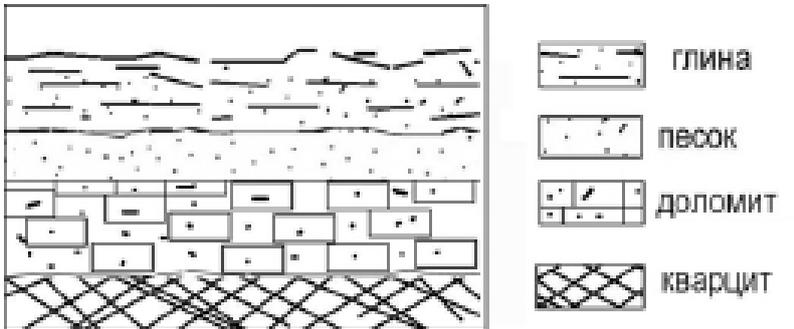 глина
песок
доломит
кварцит